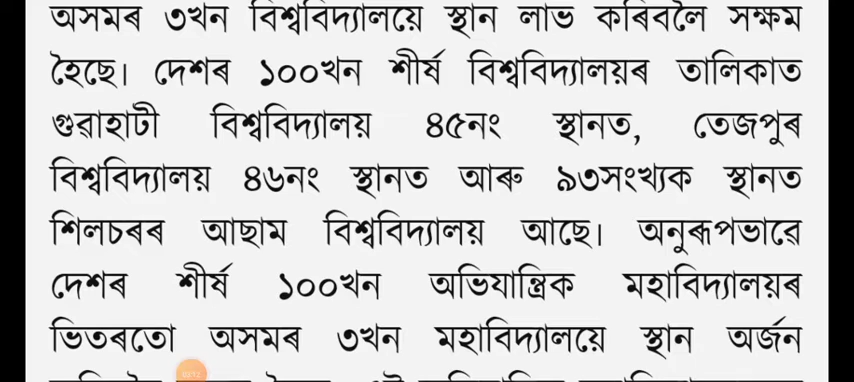 অসমৰ ৩খন বিশ্ববিদ্যালয়ে স্থান লাভ কৰিবলৈ সক্ষম
হৈছে। দেশৰ ১০০খন শীৰ্ষ বিশ্ববিদ্যালয়ৰ তালিকাত
গুৱাহাটী বিশ্ববিদ্যালয় ৪৫নং স্থানত, তেজপুৰ
বিশ্ববিদ্যালয় ৪৬নং স্থানত আৰু ৯৩সংখ্যক স্থানত
শিলচৰৰ আছাম বিশ্ববিদ্যালয় আছে। অনুৰূপভাৱে
দেশৰ শীৰ্ষ ১০০খন অভিযান্ত্ৰিক মহাবিদ্যালয়ৰ
ভিতৰতো অসমৰ ৩খন মহাবিদ্যালয়ে স্থান অৰ্জন